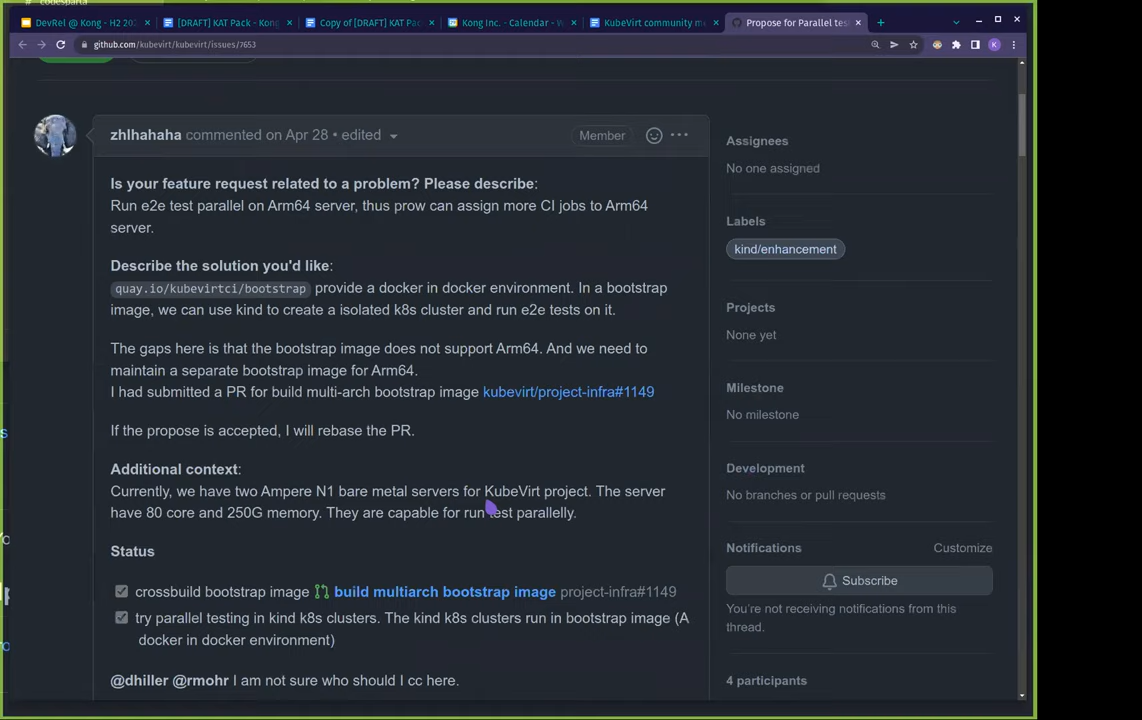 codesparta
DevRel @ Kong - H2 202
[DRAFT] KAT Pack - Kong
Copy of [DRAFT] KAT Pac
Kong Inc. - Calendar - W
KubeVirt community me
Propose for Parallel tes
github.com/kubevirt/kubevirt/issues/7653
K
zhlhahaha commented on Apr 28 • edited
Member
Is your feature request related to a problem? Please describe:
Run e2e test parallel on Arm64 server, thus prow can assign more CI jobs to Arm64
server.
Describe the solution you'd like:
quay.io/kubevirtci/bootstrap provide a docker in docker environment. In a bootstrap
image, we can use kind to create a isolated k8s cluster and run e2e tests on it.
The gaps here is that the bootstrap image does not support Arm64. And we need to
maintain a separate bootstrap image for Arm64.
I had submitted a PR for build multi-arch bootstrap image kubevirt/project-infra#1149
If the propose is accepted, I will rebase the PR.
Additional context:
Currently, we have two Ampere N1 bare metal servers for KubeVirt project. The server
have 80 core and 250G memory. They are capable for run test parallelly.
Status
crossbuild bootstrap image build multiarch bootstrap image project-infra#1149
try parallel testing in kind k8s clusters. The kind k8s clusters run in bootstrap image (A
docker in docker environment)
@dhiller @rmohr I am not sure who should I cc here.
Assignees
No one assigned
Labels
kind/enhancement
Projects
None yet
Milestone
No milestone
Development
No branches or pull requests
Notifications
Customize
Subscribe
You're not receiving notifications from this
thread.
4 participants